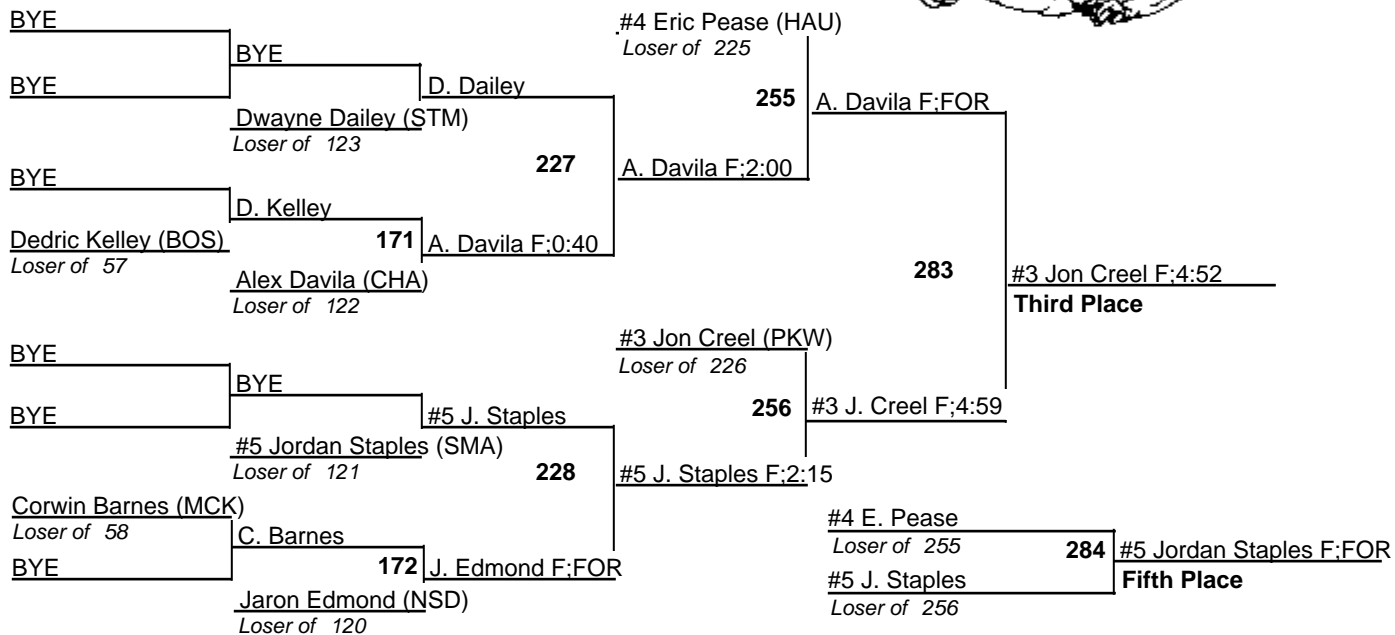 BYE
#4 Eric Pease (HAU)
Loser of 225
BYE
BYE
D. Dailey
255
A. Davila F;FOR
Dwayne Dailey (STM)
Loser of 123
227
A. Davila F;2:00
BYE
D. Kelley
Dedric Kelley (BOS)
Loser of 57
171
A. Davila F;0:40
283
#3 Jon Creel F;4:52
Third Place
Alex Davila (CHA)
Loser of 122
#3 Jon Creel (PKW)
Loser of 226
BYE
BYE
BYE
#5 J. Staples
256
#3 J. Creel F;4:59
#5 Jordan Staples (SMA)
Loser of 121
228
#5 J. Staples F;2:15
Corwin Barnes (MCK)
Loser of 58
C. Barnes
#4 E. Pease
Loser of 255
284
#5 Jordan Staples F;FOR
Fifth Place
BYE
172
J. Edmond F;FOR
#5 J. Staples
Loser of 256
Jaron Edmond (NSD)
Loser of 120